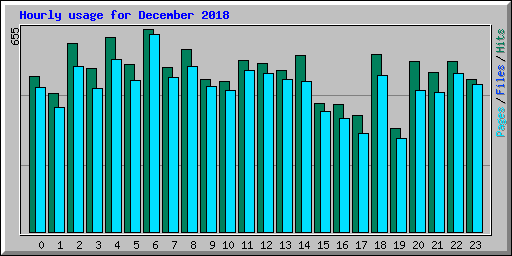 Hourly usage for December 2018
655
Pages/Files/Hits
0 1 2 3 4 5 6 7 8 9 10 11 12 13 14 15 16 17 18 19 20 21 22 23